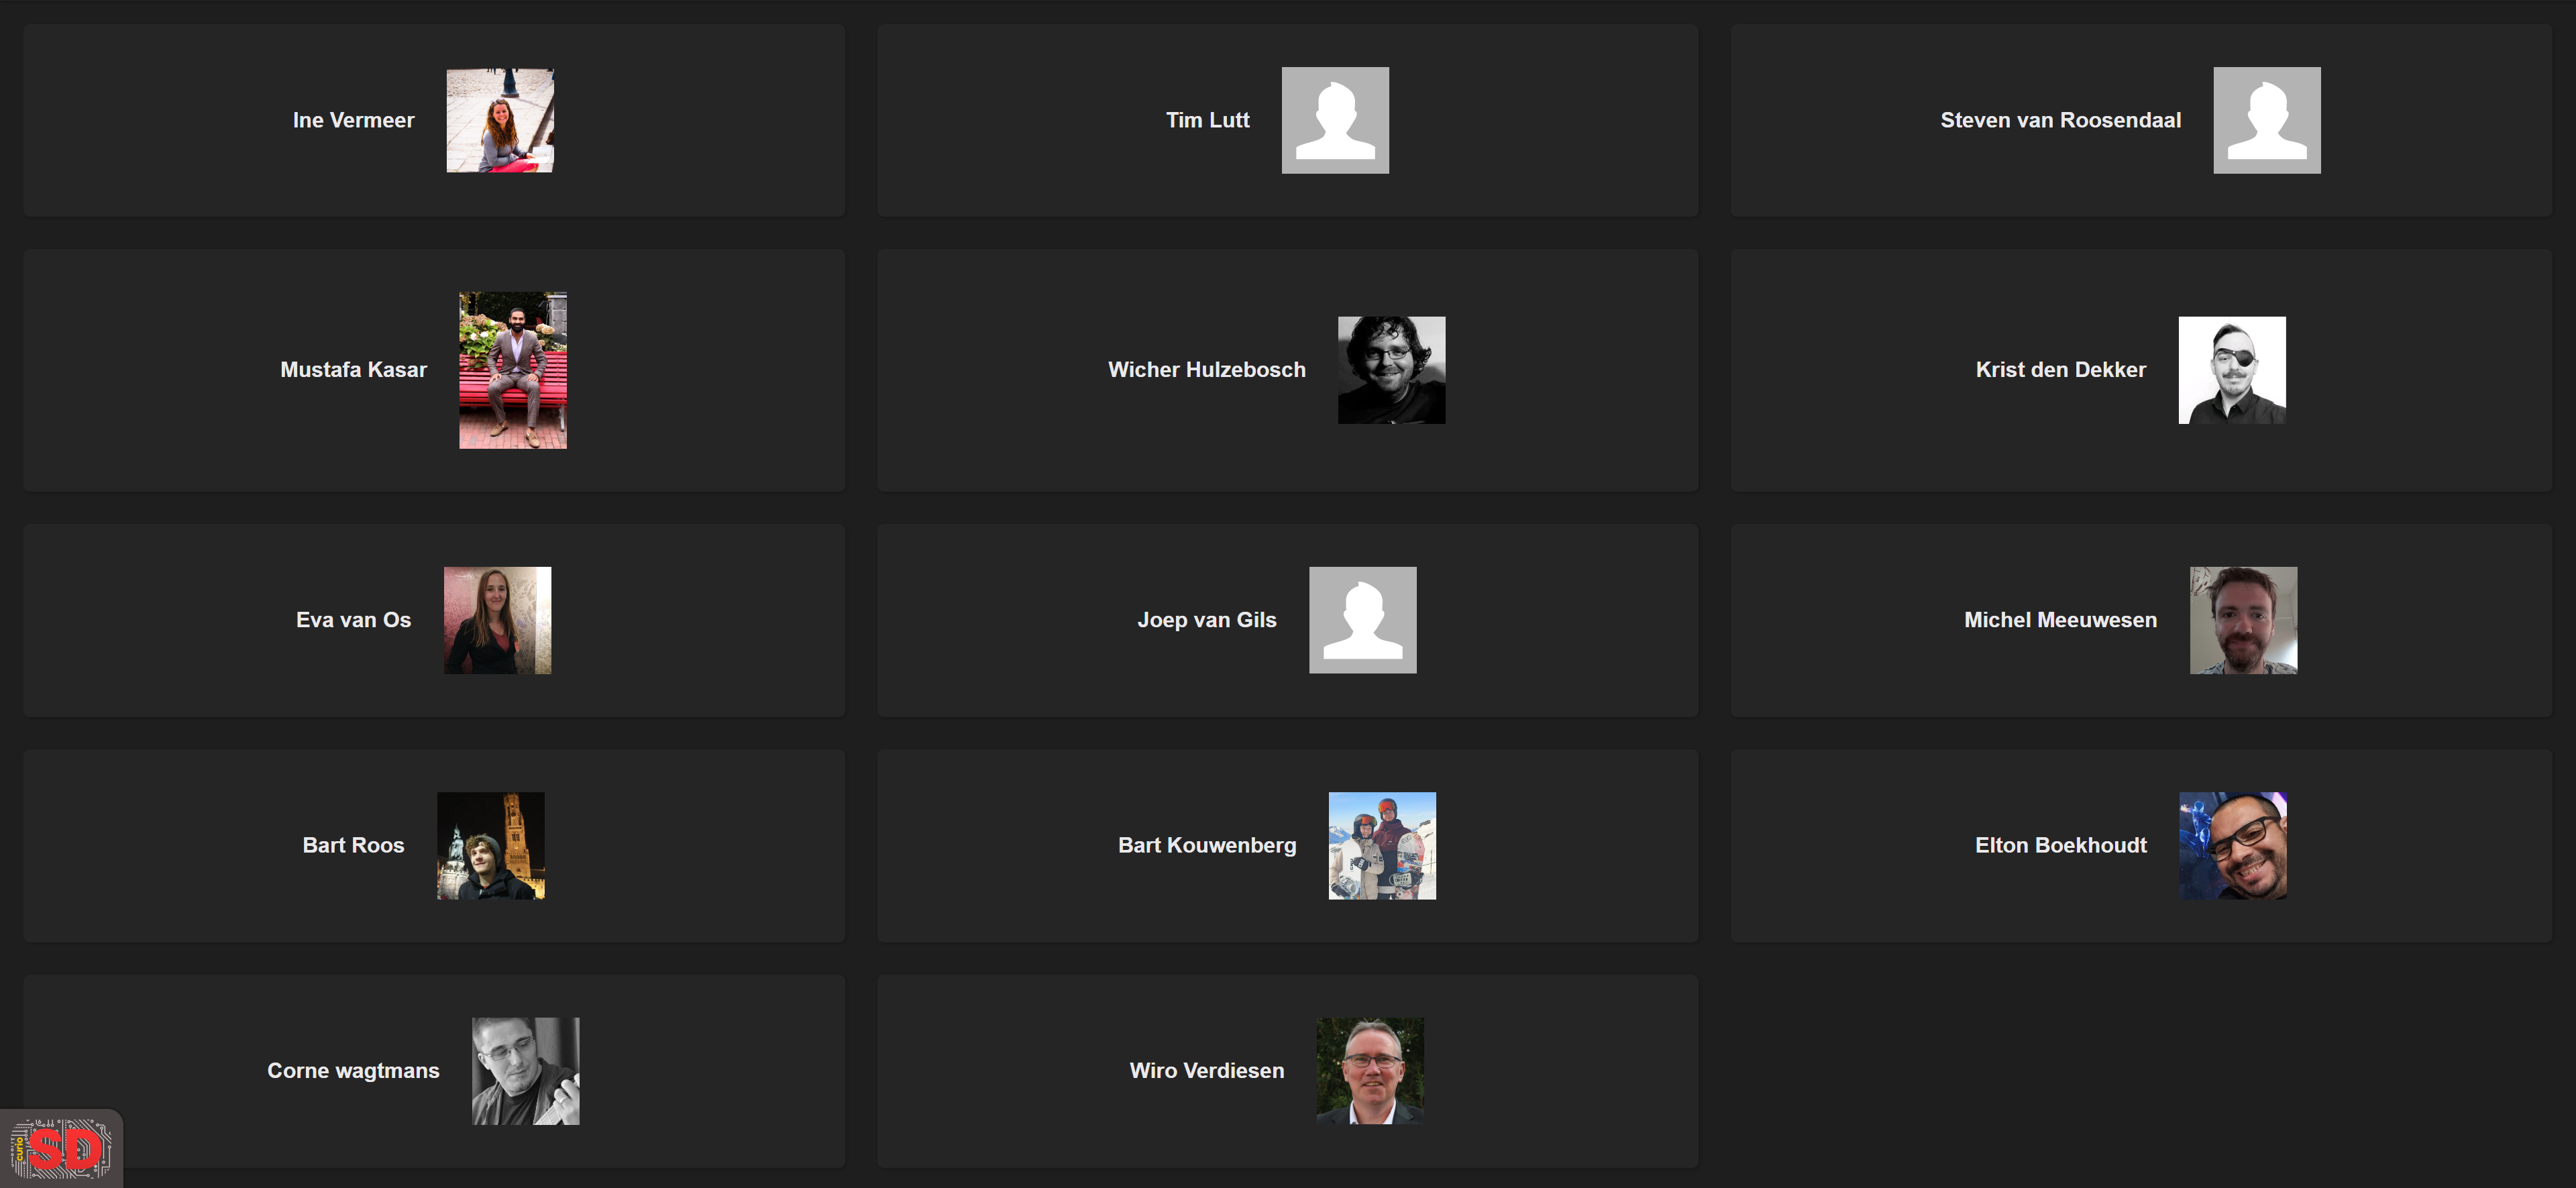 Ine Vermeer
Tim Lutt
Steven van Roosendaal
Mustafa Kasar
Wicher Hulzebosch
Krist den Dekker
Eva van Os
Joep van Gils
Michel Meeuwesen
Bart Roos
Bart Kouwenberg
Elton Boekhoudt
Corne wagtmans
Wiro Verdiesen
curio
SD